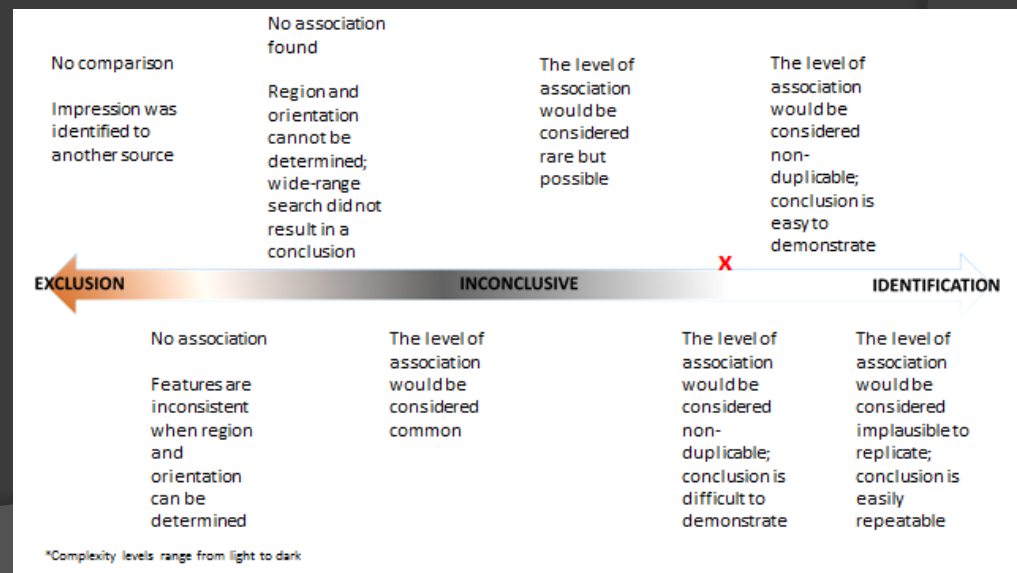 No comparison
Impression was
identified to
another source
No association
found
Region and
orientation
cannot be
determined;
wide-range
search did not
result in a
conclusion
The level of
association
would be
considered
rare but
possible
The level of
association
would be
considered
non-
duplicable;
conclusion is
easy to
demonstrate
X
EXCLUSION
INCONCLUSIVE
IDENTIFICATION
No association
Features are
inconsistent
when region
and
orientation
can be
determined
The level of
association
would be
considered
common
The level of
association
would be
considered
non-
duplicable;
conclusion is
difficult to
demonstrate
The level of
association
would be
considered
implausible to
replicate;
conclusion is
easily
repeatable
*Complexity levels range from light to dark